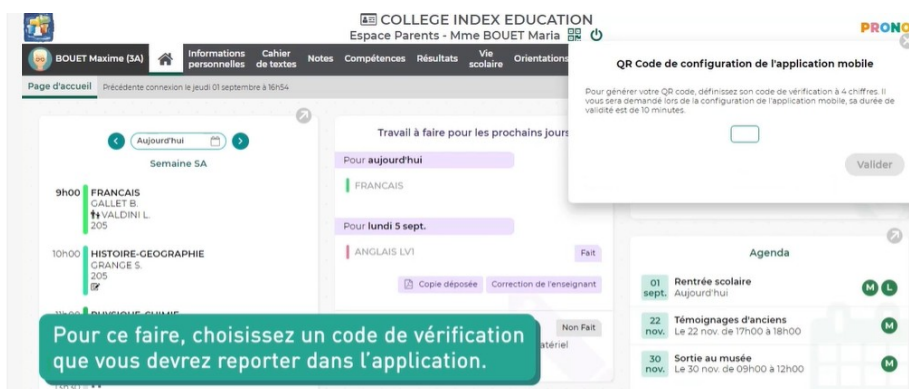 COLLEGE INDEX EDUCATION
Espace Parents - Mme BOUET Maria
BOUET Maxime (3A)
Informations personnelles
Cahier de textes
Notes
Compétences
Résultats
Vie scolaire
Orientations
Page d'accueil
Précédente connexion le jeudi 01 septembre à 16h54
QR Code de configuration de l'application mobile
Pour générer votre QR code, définissez son code de vérification à 4 chiffres. Il
vous sera demandé lors de la configuration de l'application mobile, sa durée de
validité est de 10 minutes.
Valider
Aujourd'hui
Semaine SA
9h00
FRANCAIS
GALLET B.
VALDINI L.
205
10h00
HISTOIRE-GEOGRAPHIE
GRANGE S.
205
Travail à faire pour les prochains jours
Pour aujourd'hui
FRANCAIS
Pour lundi 5 sept.
ANGLAIS LV1
Fait
Copie déposée
Correction de l'enseignant
Non Fait
Agenda
01 sept.
Rentrée scolaire
Aujourd'hui
M L
22 nov.
Témoignages d'anciens
Le 22 nov. de 17h00 à 18h00
M
30 nov.
Sortie au musée
Le 30 nov. de 09h00 à 12h00
M
Pour ce faire, choisissez un code de vérification
que vous devrez reporter dans l'application.